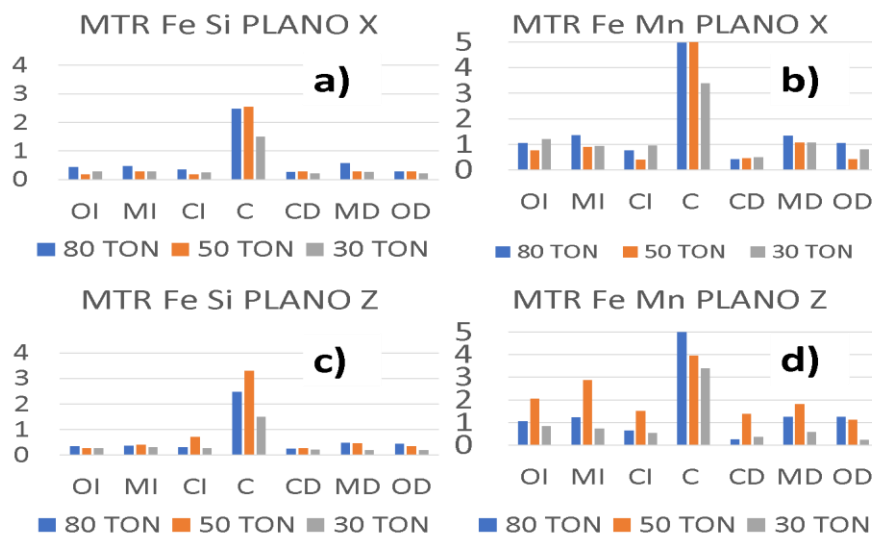 MTR Fe Si PLANO X
a)
4
3
2
1
0
OI MI CI C CD MD OD
80 TON 50 TON 30 TON
MTR Fe Mn PLANO X
b)
5
4
3
2
1
0
OI MI CI C CD MD OD
80 TON 50 TON 30 TON
MTR Fe Si PLANO Z
c)
4
3
2
1
0
OI MI CI C CD MD OD
80 TON 50 TON 30 TON
MTR Fe Mn PLANO Z
d)
5
4
3
2
1
0
OI MI CI C CD MD OD
80 TON 50 TON 30 TON